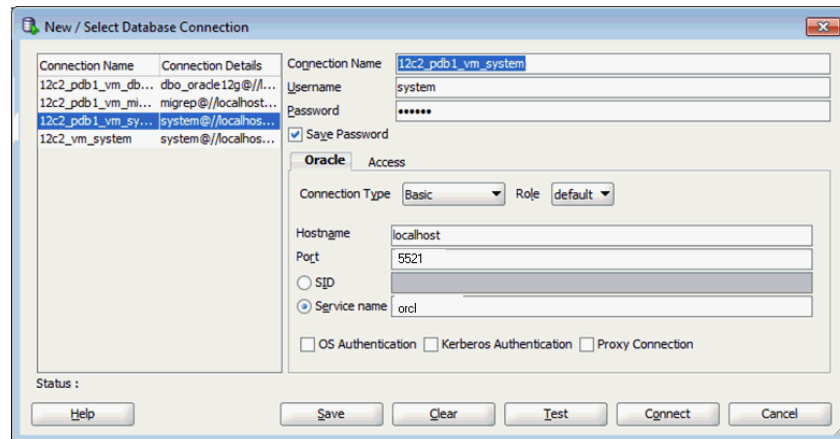 New / Select Database Connection
Connection Name Connection Details
12c2_pdb1_vm_db... dbo_oracle12g@//l...
12c2_pdb1_vm_mi... migrep@//localhost...
12c2_pdb1_vm_sy... system@//localhos...
12c2_vm_system system@//localhos...
Connection Name 12c2_pdb1_vm_system
Username system
Password ••••••
Save Password
Oracle Access
Connection Type Basic Role default
Hostname localhost
Port 5521
SID
Service name orcl
OS Authentication Kerberos Authentication Proxy Connection
Status :
Help Save Clear Test Connect Cancel